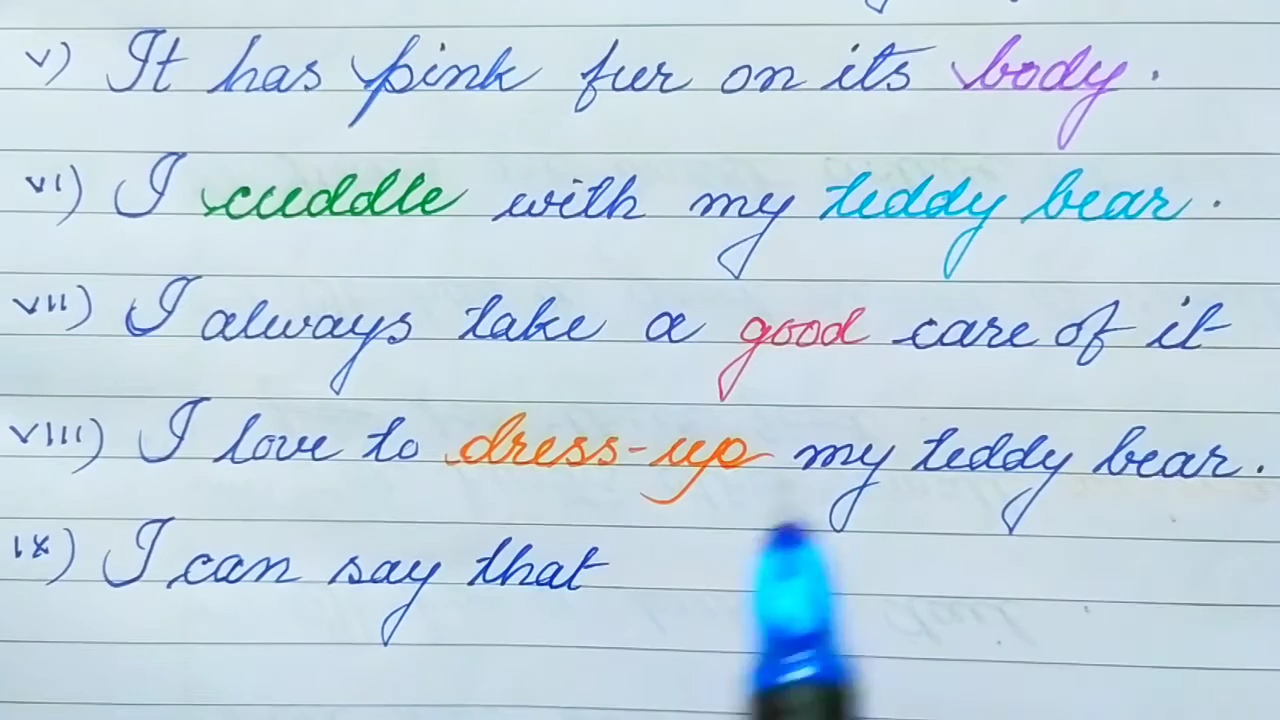 v) It has pink fur on its body.
vi) I cuddle with my teddy bear.
vii) I always take a good care of it
viii) I love to dress-up my teddy bear.
ix) I can say that